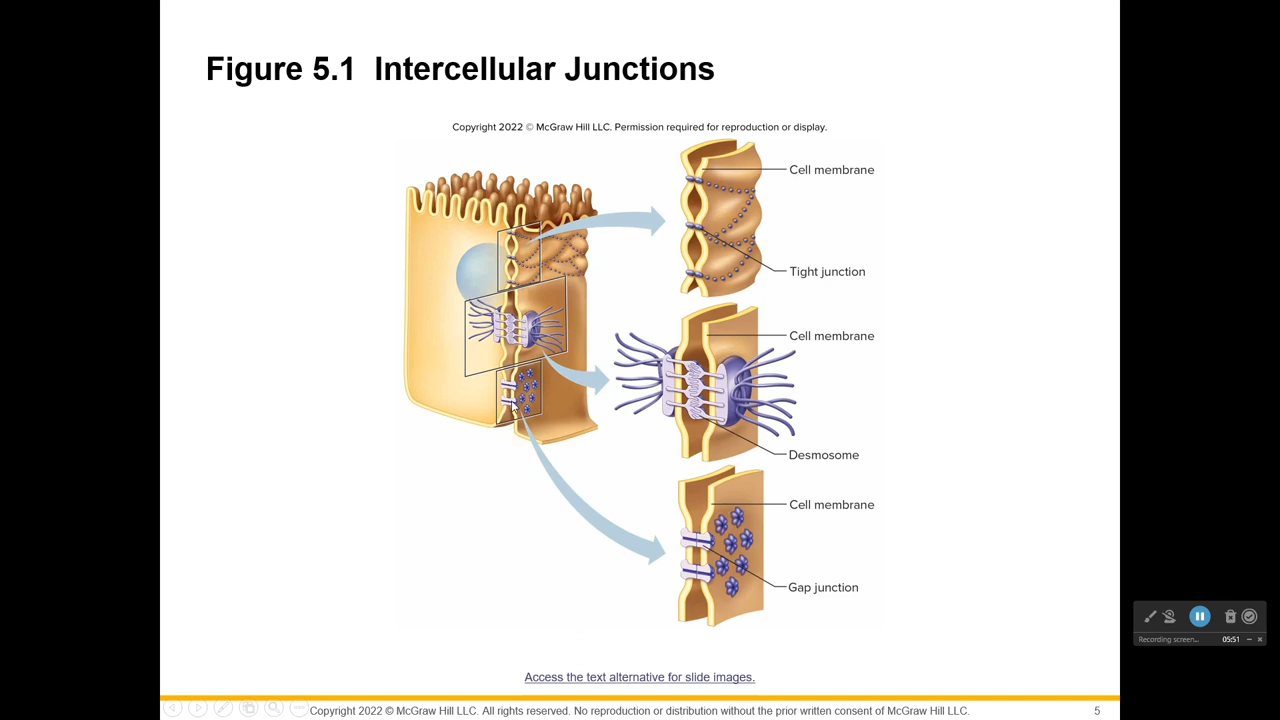 Figure 5.1 Intercellular Junctions
Copyright 2022 © McGraw Hill LLC. Permission required for reproduction or display.
Cell membrane
Tight junction
Cell membrane
Desmosome
Cell membrane
Gap junction
Recording screen... 05:51
Access the text alternative for slide images.
Copyright 2022 © McGraw Hill LLC. All rights reserved. No reproduction or distribution without the prior written consent of McGraw Hill LLC. 5